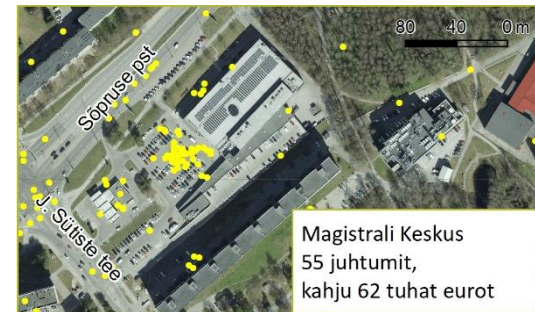 80 40 0 m
Sõpruse pst
J. Sütiste tee
Magistrali Keskus
55 juhtumit,
kahju 62 tuhat eurot